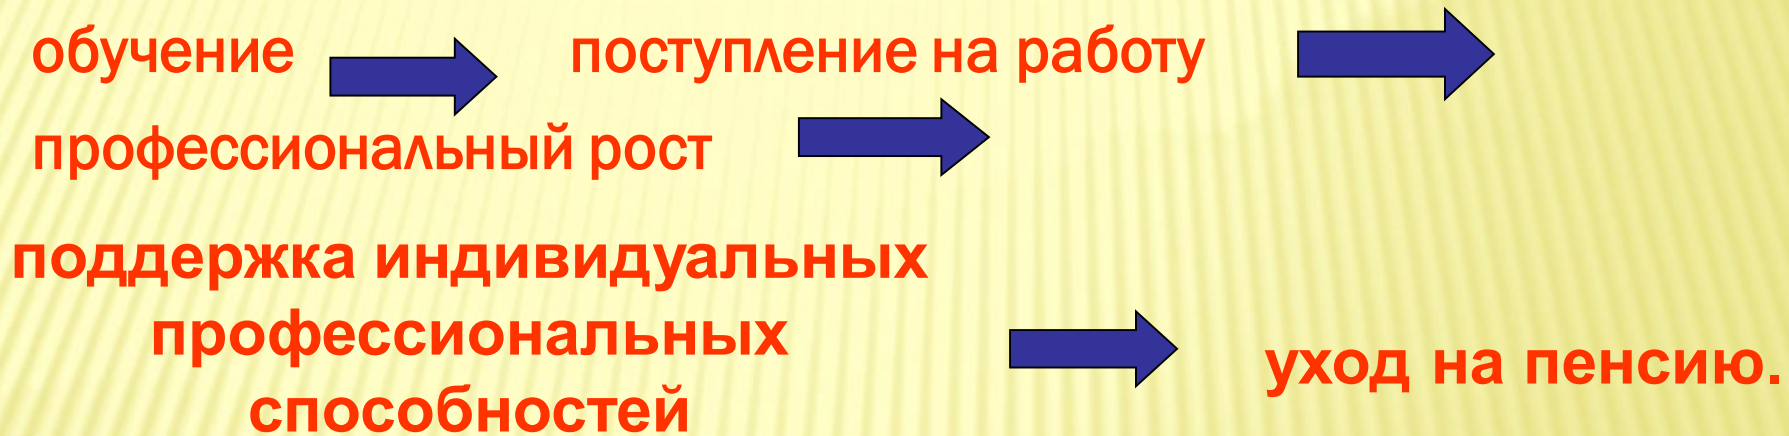 обучение поступление на работу
профессиональный рост
поддержка индивидуальных
профессиональных
способностей
уход на пенсию.